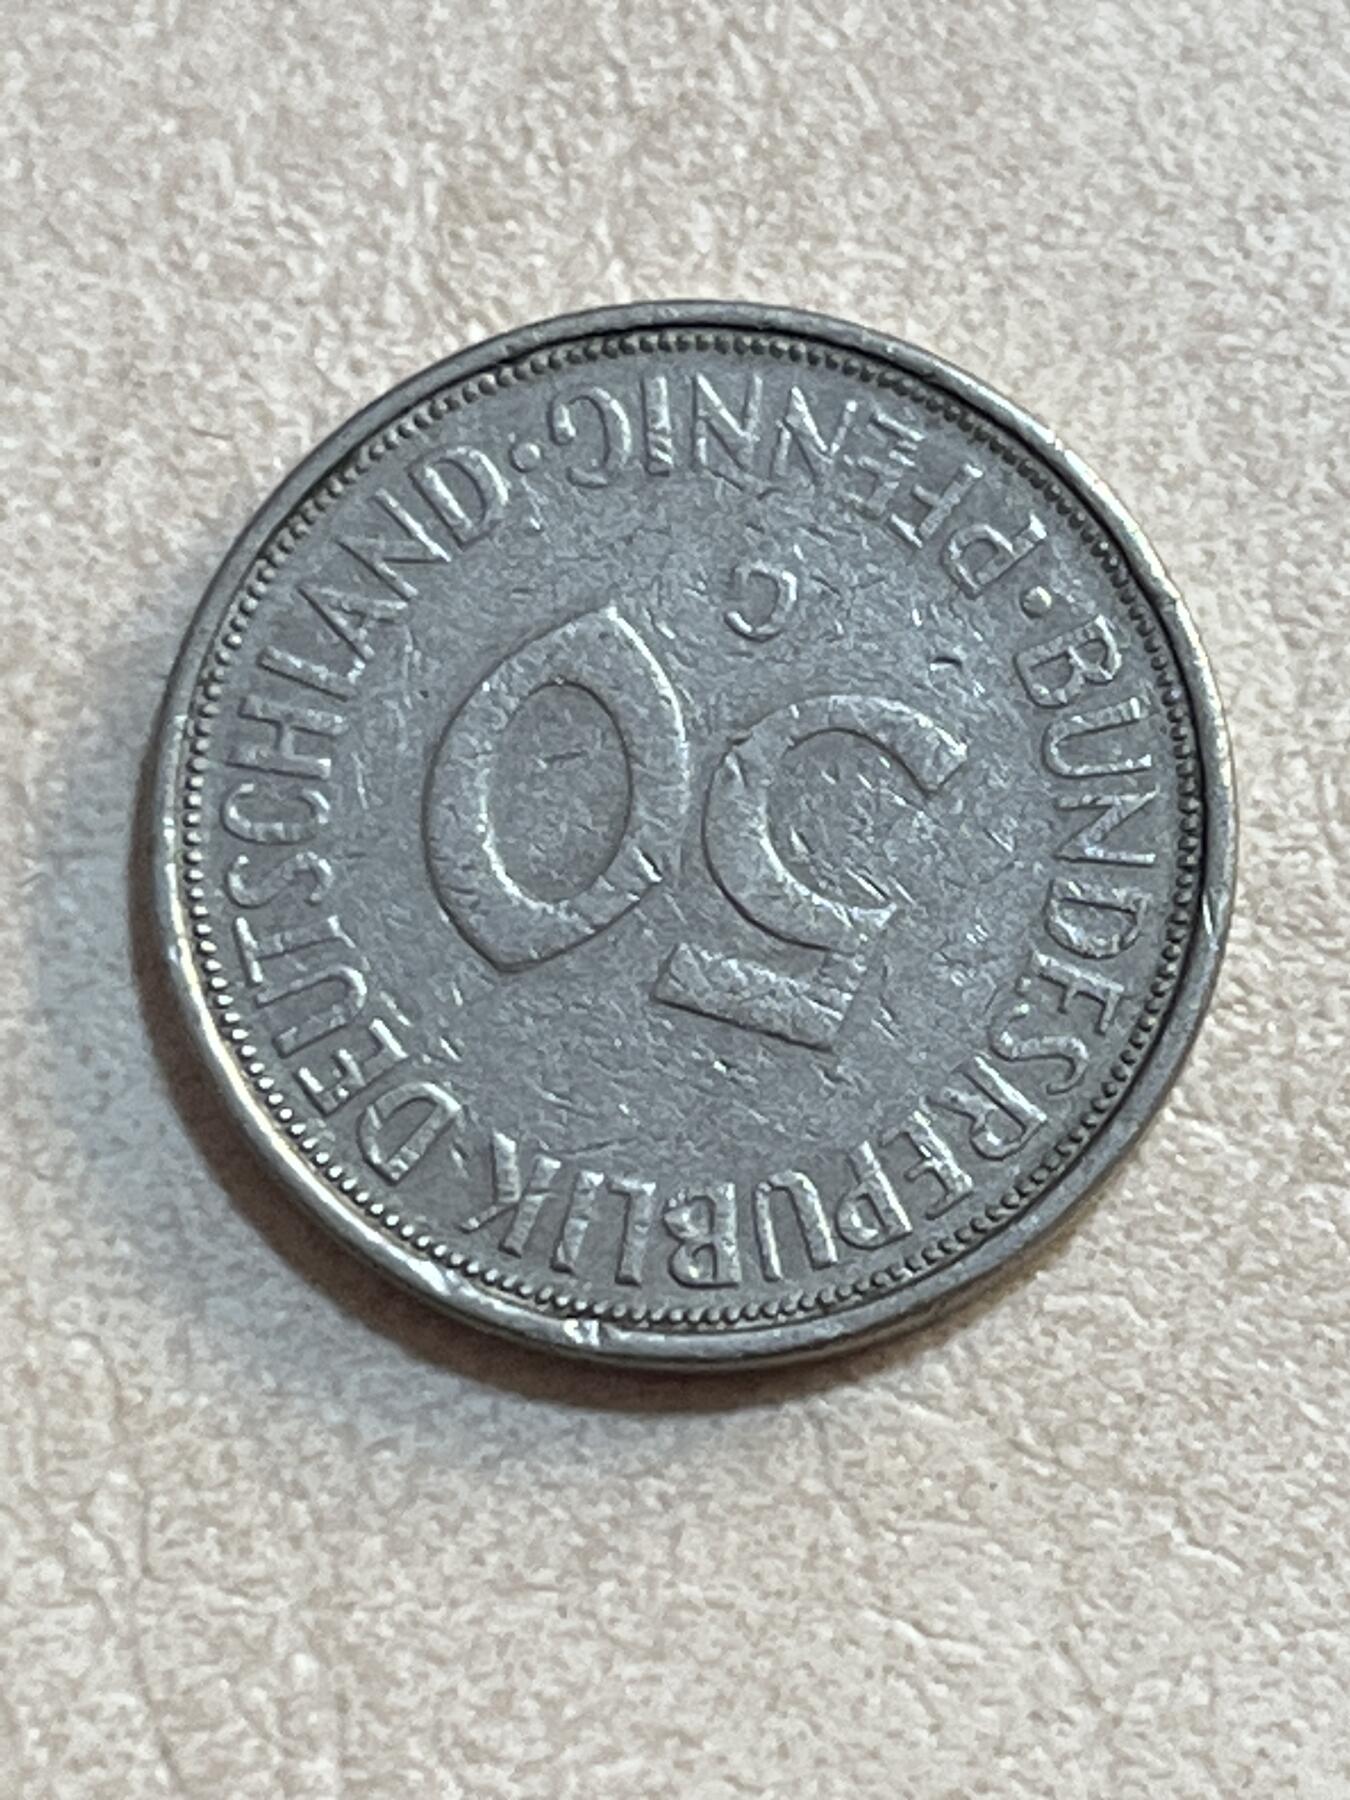 BUNDESREPUBLIK DEUTSCHLAND
50
G
· PFENNIG ·